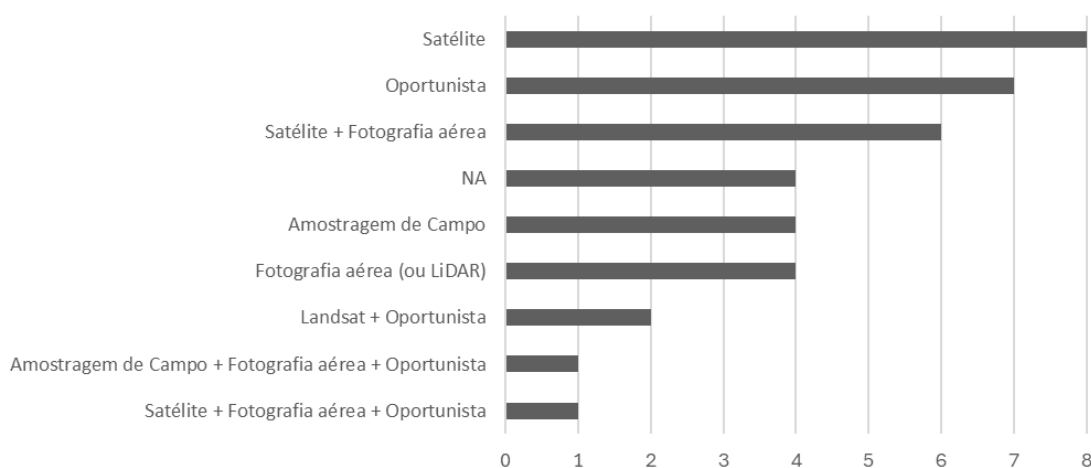 Satélite
Oportunista
Satélite + Fotografia aérea
NA
Amostragem de Campo
Fotografia aérea (ou LiDAR)
Landsat + Oportunista
Amostragem de Campo + Fotografia aérea + Oportunista
Satélite + Fotografia aérea + Oportunista
0 1 2 3 4 5 6 7 8